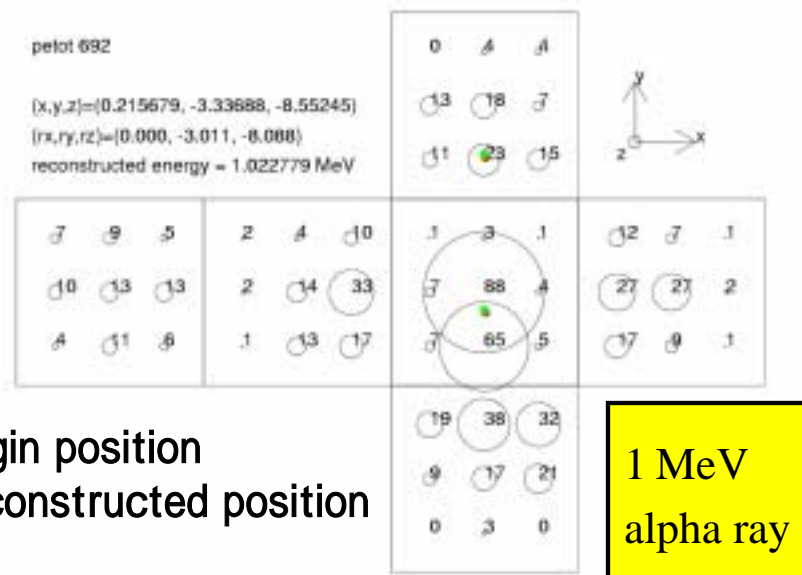 petot 692
(x,y,z)=(0.215679, -3.33688, -8.55245)
(rx,ry,rz)=(0.000, -3.011, -8.088)
reconstructed energy = 1.022779 MeV
0 4 4
13 18 7
11 23 15
y
z x
7 9 5 2 4 10 1 3 1 12 7 1
10 13 13 2 14 33 7 88 4 27 27 2
4 11 6 1 13 17 7 65 5 17 9 1
19 38 32
9 17 21
0 3 0
gin position
constructed position
1 MeV
alpha ray